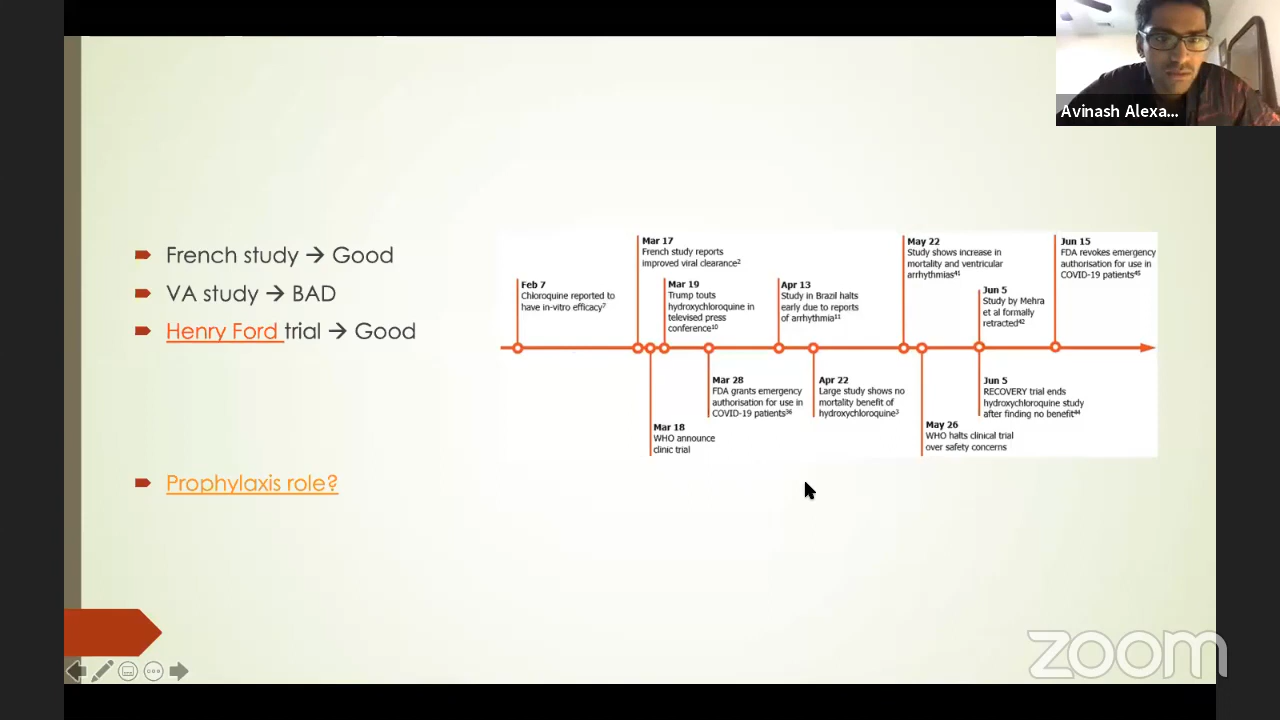 Avinash Alexa...
French study → Good
VA study → BAD
Henry Ford trial → Good
Prophylaxis role?
Mar 17
French study reports
improved viral clearance²
May 22
Study shows increase in
mortality and ventricular
arrhythmias⁴¹
Jun 15
FDA revokes emergency
authorisation for use in
COVID-19 patients⁴⁵
Feb 7
Chloroquine reported to
have in-vitro efficacy⁷
Mar 19
Trump touts
hydroxychloroquine in
televised press
conference¹⁰
Apr 13
Study in Brazil halts
early due to reports
of arrhythmia¹¹
Jun 5
Study by Mehra
et al formally
retracted⁴²
Mar 28
FDA grants emergency
authorisation for use in
COVID-19 patients³⁶
Apr 22
Large study shows no
mortality benefit of
hydroxychloroquine³
Jun 5
RECOVERY trial ends
hydroxychloroquine study
after finding no benefit⁴⁴
Mar 18
WHO announce
clinic trial
May 26
WHO halts clinical trial
over safety concerns
zoom